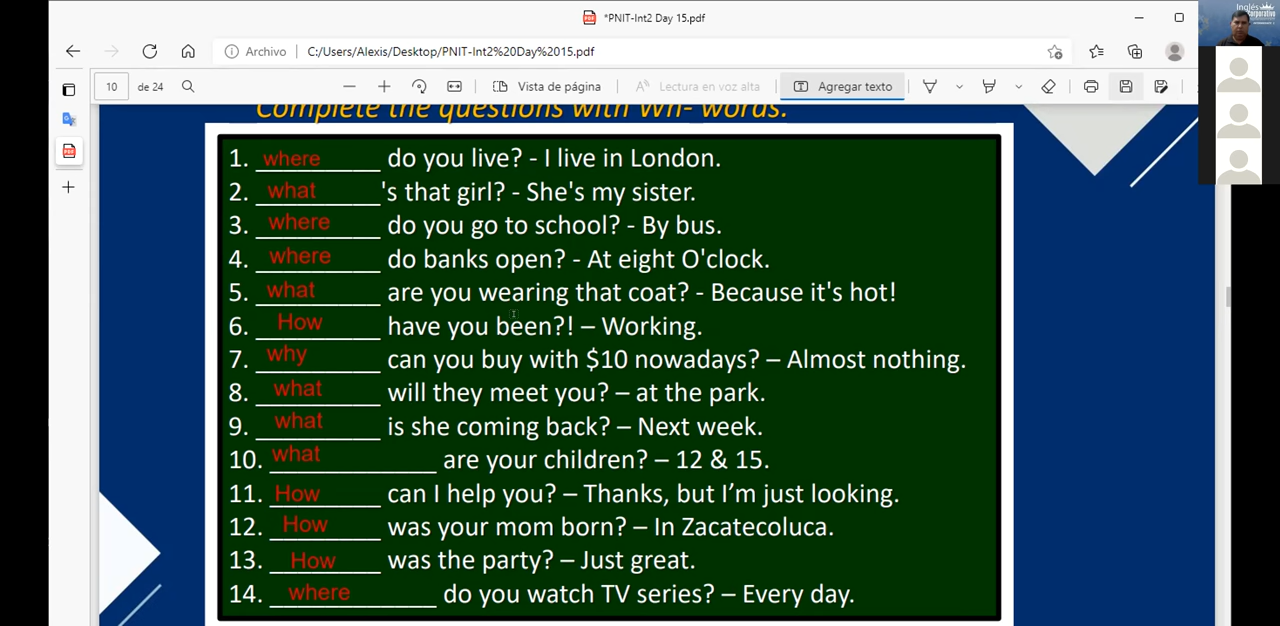 *PNIT-Int2 Day 15.pdf
Archivo C:/Users/Alexis/Desktop/PNIT-Int2%20Day%2015.pdf
10 de 24 Vista de página Lectura en voz alta Agregar texto
Inglés
Corporativo
Complete the questions with Wh- words.
1. where do you live? - I live in London.
2. what 's that girl? - She's my sister.
3. where do you go to school? - By bus.
4. where do banks open? - At eight O'clock.
5. what are you wearing that coat? - Because it's hot!
6. How have you been?! – Working.
7. why can you buy with $10 nowadays? – Almost nothing.
8. what will they meet you? – at the park.
9. what is she coming back? – Next week.
10. what are your children? – 12 & 15.
11. How can I help you? – Thanks, but I’m just looking.
12. How was your mom born? – In Zacatecoluca.
13. How was the party? – Just great.
14. where do you watch TV series? – Every day.